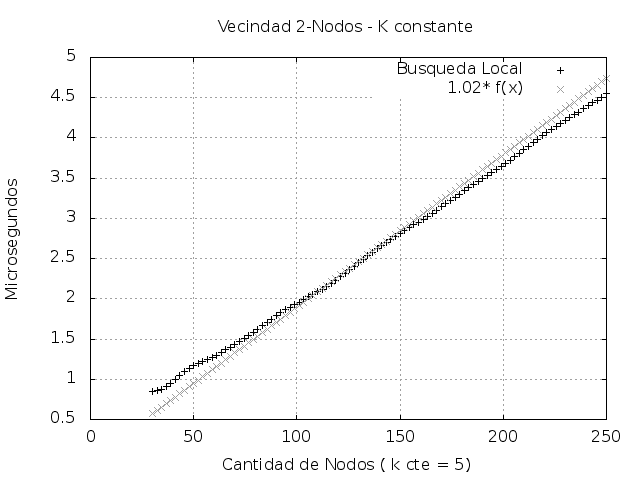 Vecindad 2-Nodos - K constante
Busqueda Local
1.02* f(x)
Microsegundos
5
4.5
4
3.5
3
2.5
2
1.5
1
0.5
0 50 100 150 200 250
Cantidad de Nodos ( k cte = 5)